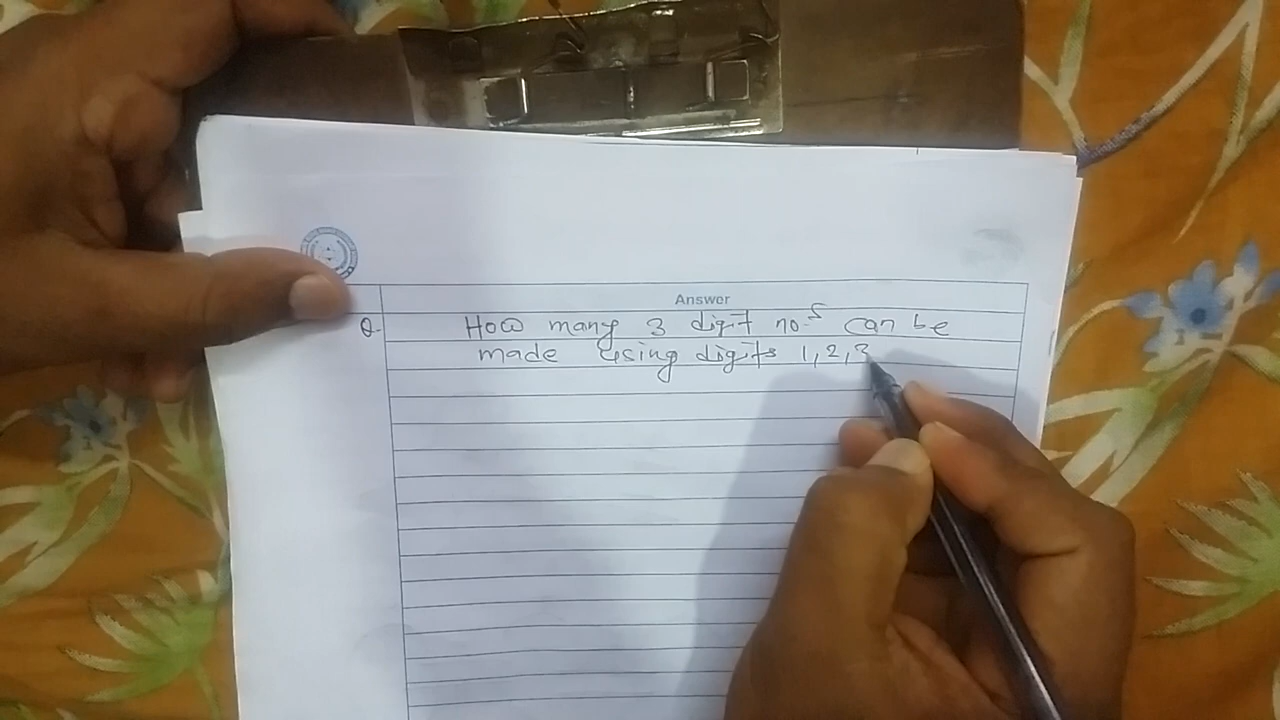 Answer
Q. How many 3 digit no.s can be
made using digits 1, 2, 3